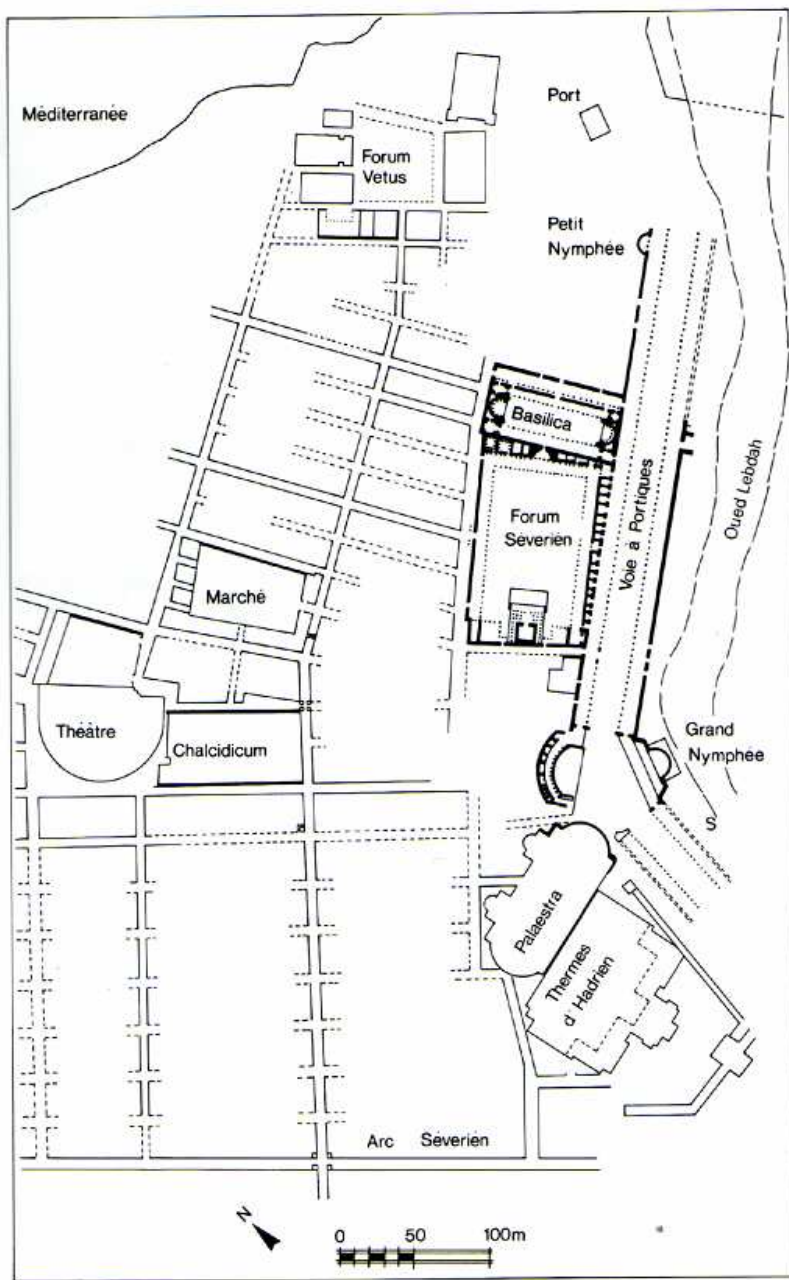 Méditerranée
Port
Forum
Vetus
Petit
Nymphée
Basilica
Forum
Sévérien
Voie à Portiques
Oued Lebdah
Marché
Théâtre
Chalcidicum
Grand
Nymphée
S
Palaestra
Thermes
d'Hadrien
Arc Sévérien
N
0 50 100m